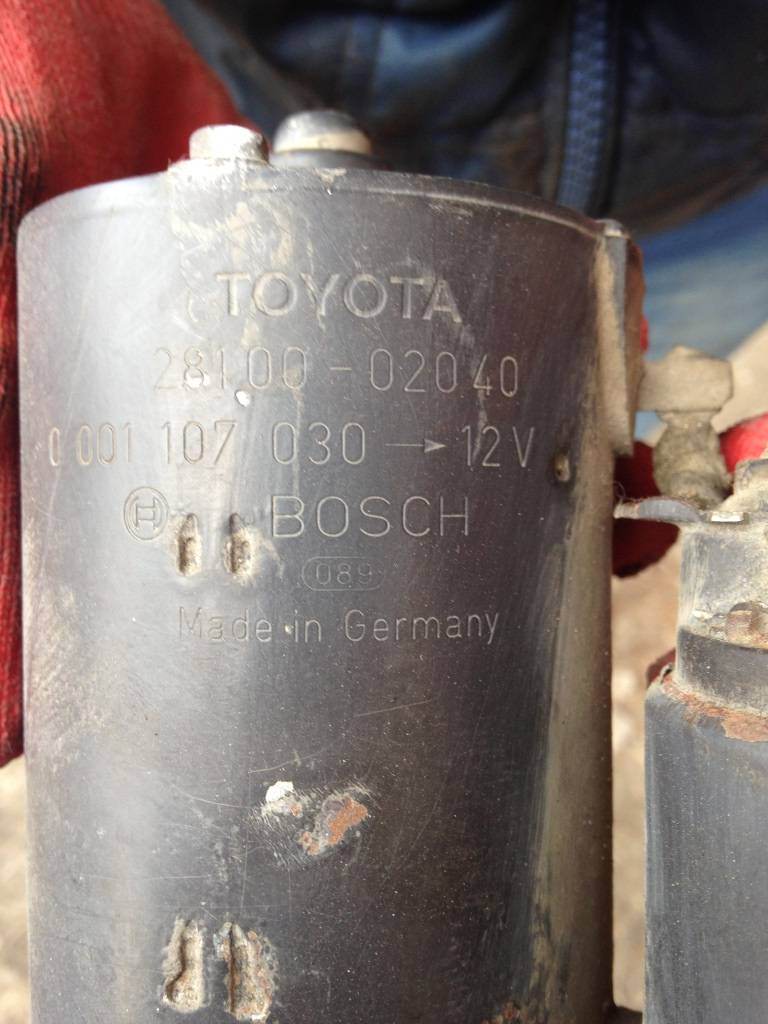 TOYOTA
28100-02040
0 001 107 030 → 12V
BOSCH
089
Made in Germany